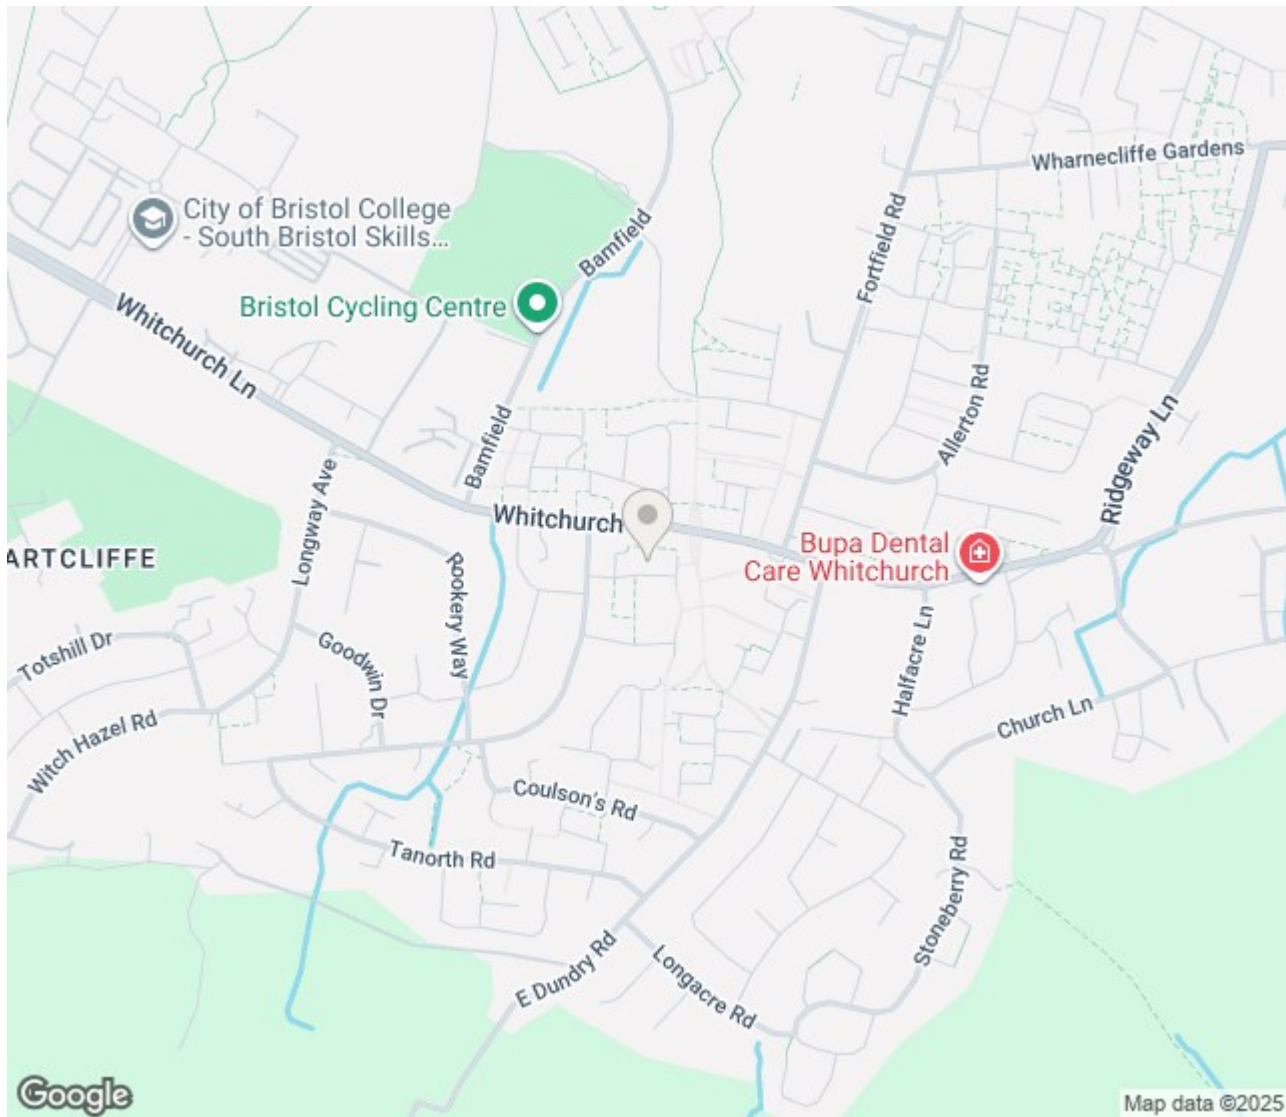 Wharnecliffe Gardens
City of Bristol College
- South Bristol Skills...
Bamfield
Fortfield Rd
Bristol Cycling Centre
Whitchurch Ln
Allerton Rd
Bamfield
Ridgeway Ln
Longway Ave
Whitchurch
Bupa Dental
Care Whitchurch
ARTCLIFFE
Rookery Way
Halfacre Ln
Totshill Dr
Goodwin Dr
Church Ln
Witch Hazel Rd
Coulson's Rd
Tanorth Rd
Stoneberry Rd
E Dundry Rd
Longacre Rd
Google
Map data ©2025